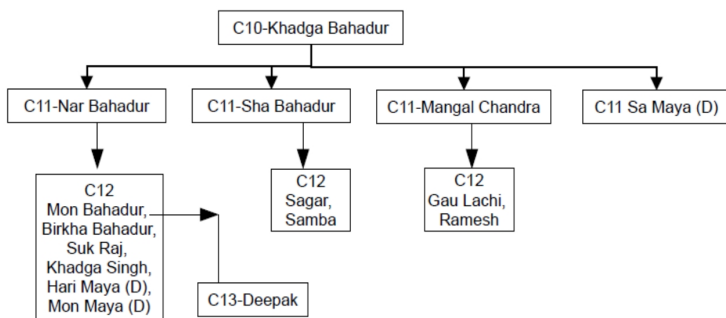 C10-Khadga Bahadur
C11-Nar Bahadur
C11-Sha Bahadur
C11-Mangal Chandra
C11 Sa Maya (D)
C12
Mon Bahadur,
Birkha Bahadur,
Suk Raj,
Khadga Singh,
Hari Maya (D),
Mon Maya (D)
C12
Sagar,
Samba
C12
Gau Lachi,
Ramesh
C13-Deepak